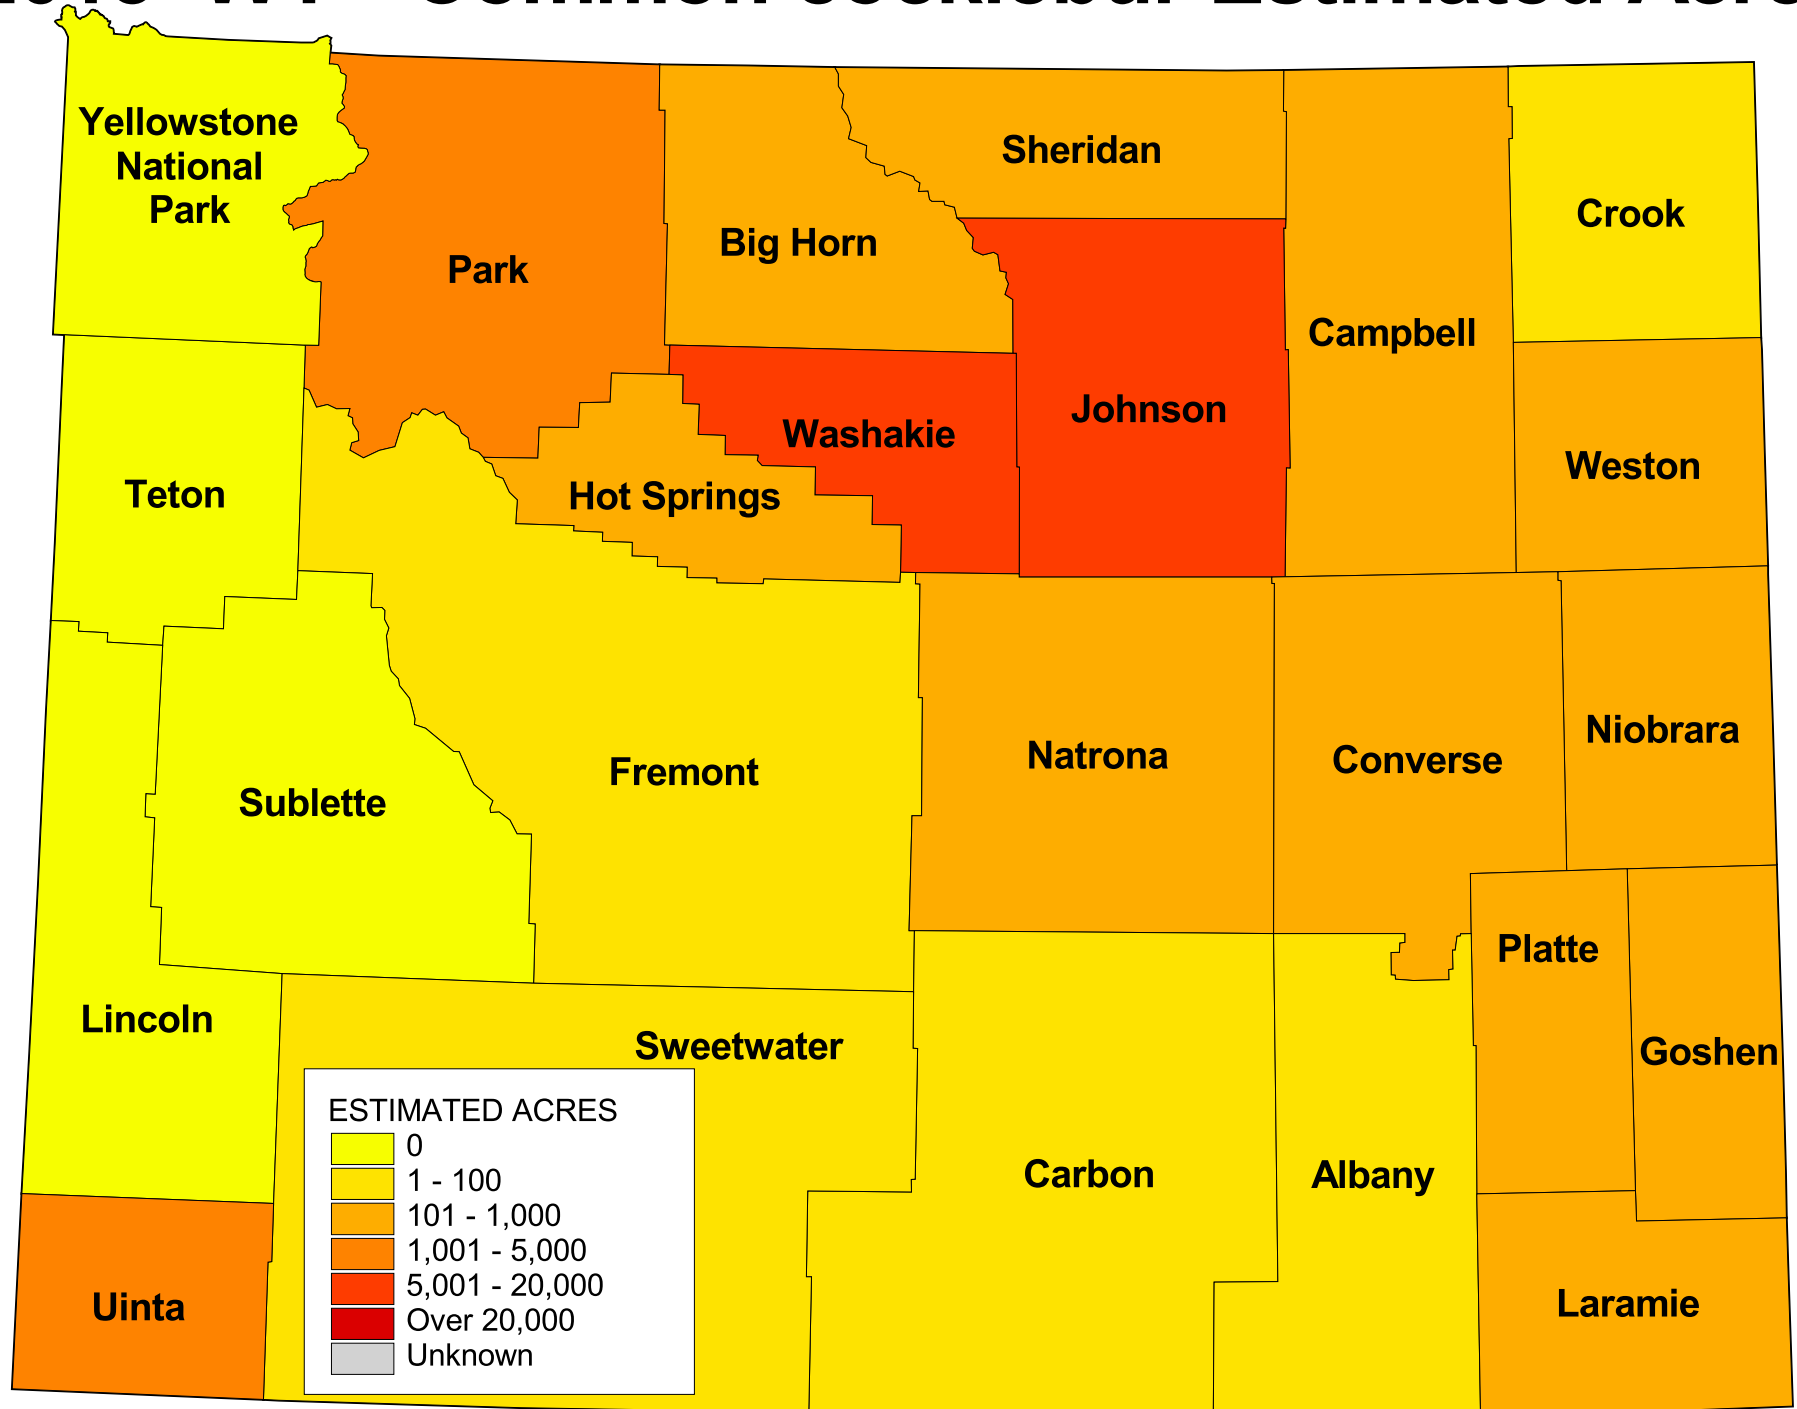 Yellowstone
National
Park
Park
Big Horn
Sheridan
Campbell
Crook
Johnson
Washakie
Hot Springs
Weston
Teton
Fremont
Sublette
Natrona
Converse
Niobrara
Platte
Goshen
Lincoln
Sweetwater
Carbon
Albany
Laramie
Uinta
ESTIMATED ACRES
0
1 - 100
101 - 1,000
1,001 - 5,000
5,001 - 20,000
Over 20,000
Unknown